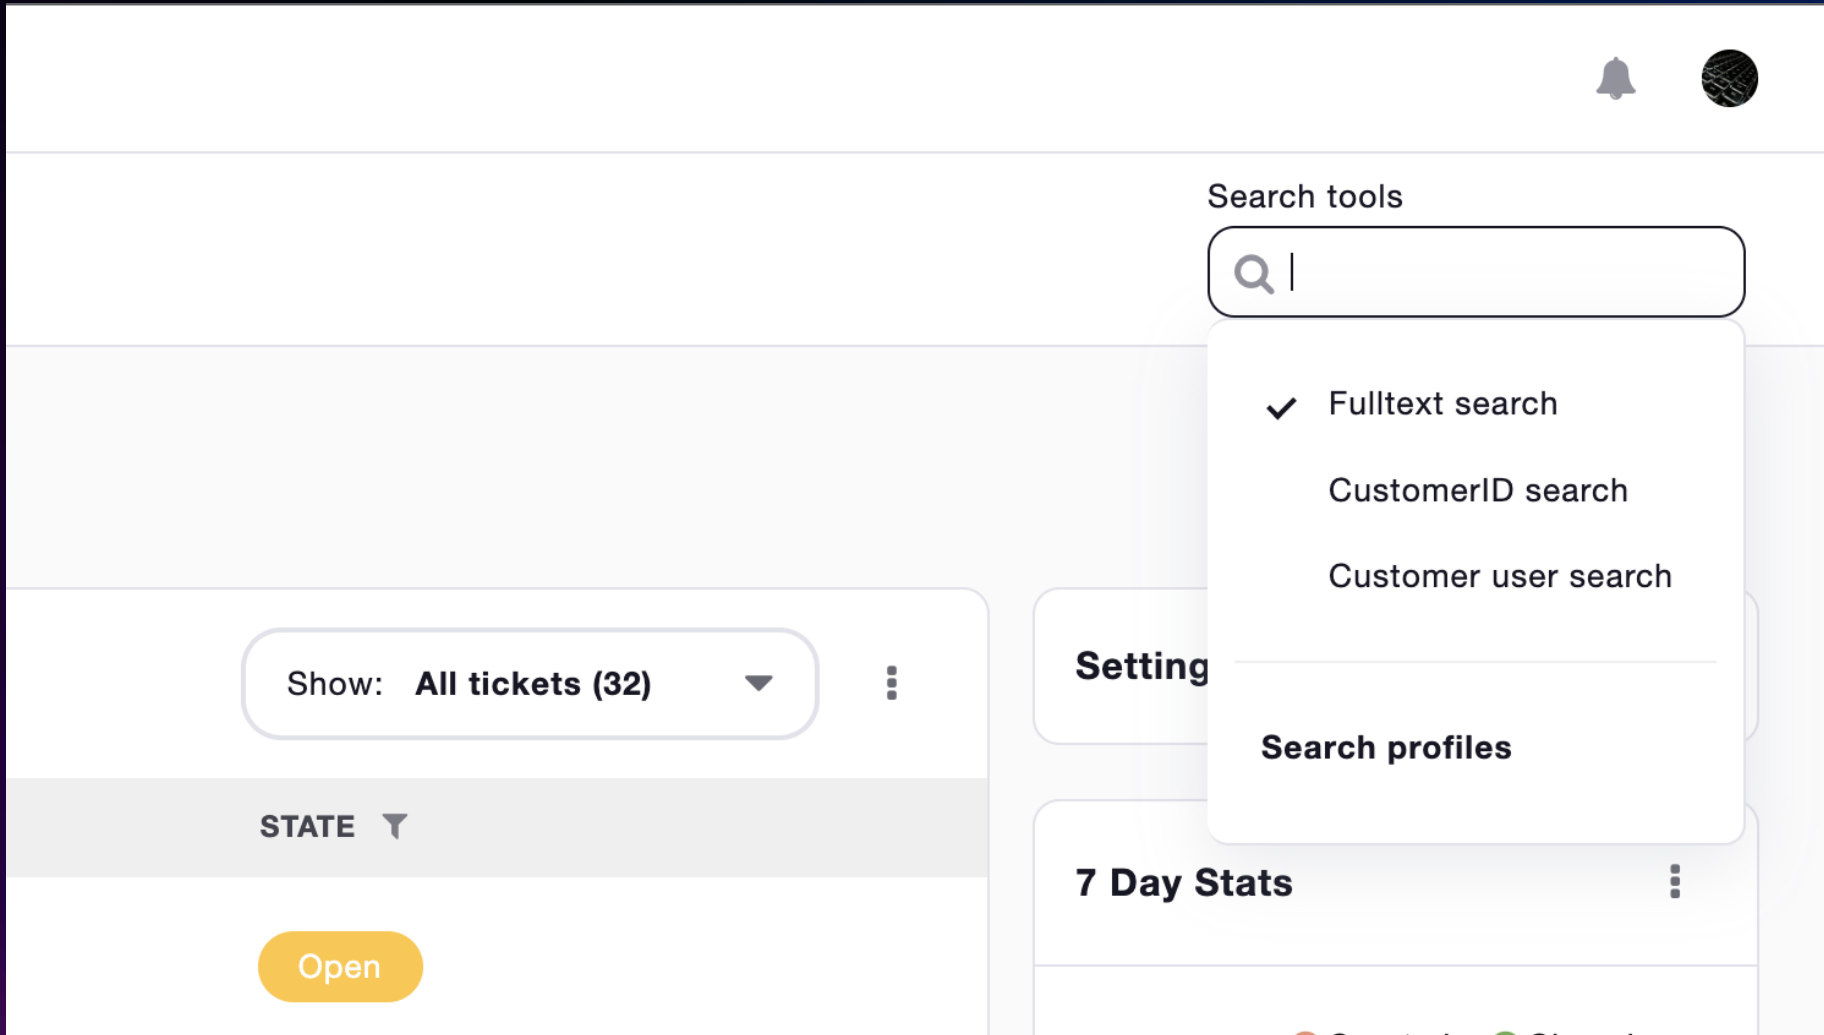 Search tools
Fulltext search
CustomerID search
Customer user search
Search profiles
Show: All tickets (32)
STATE
Open
Setting
7 Day Stats